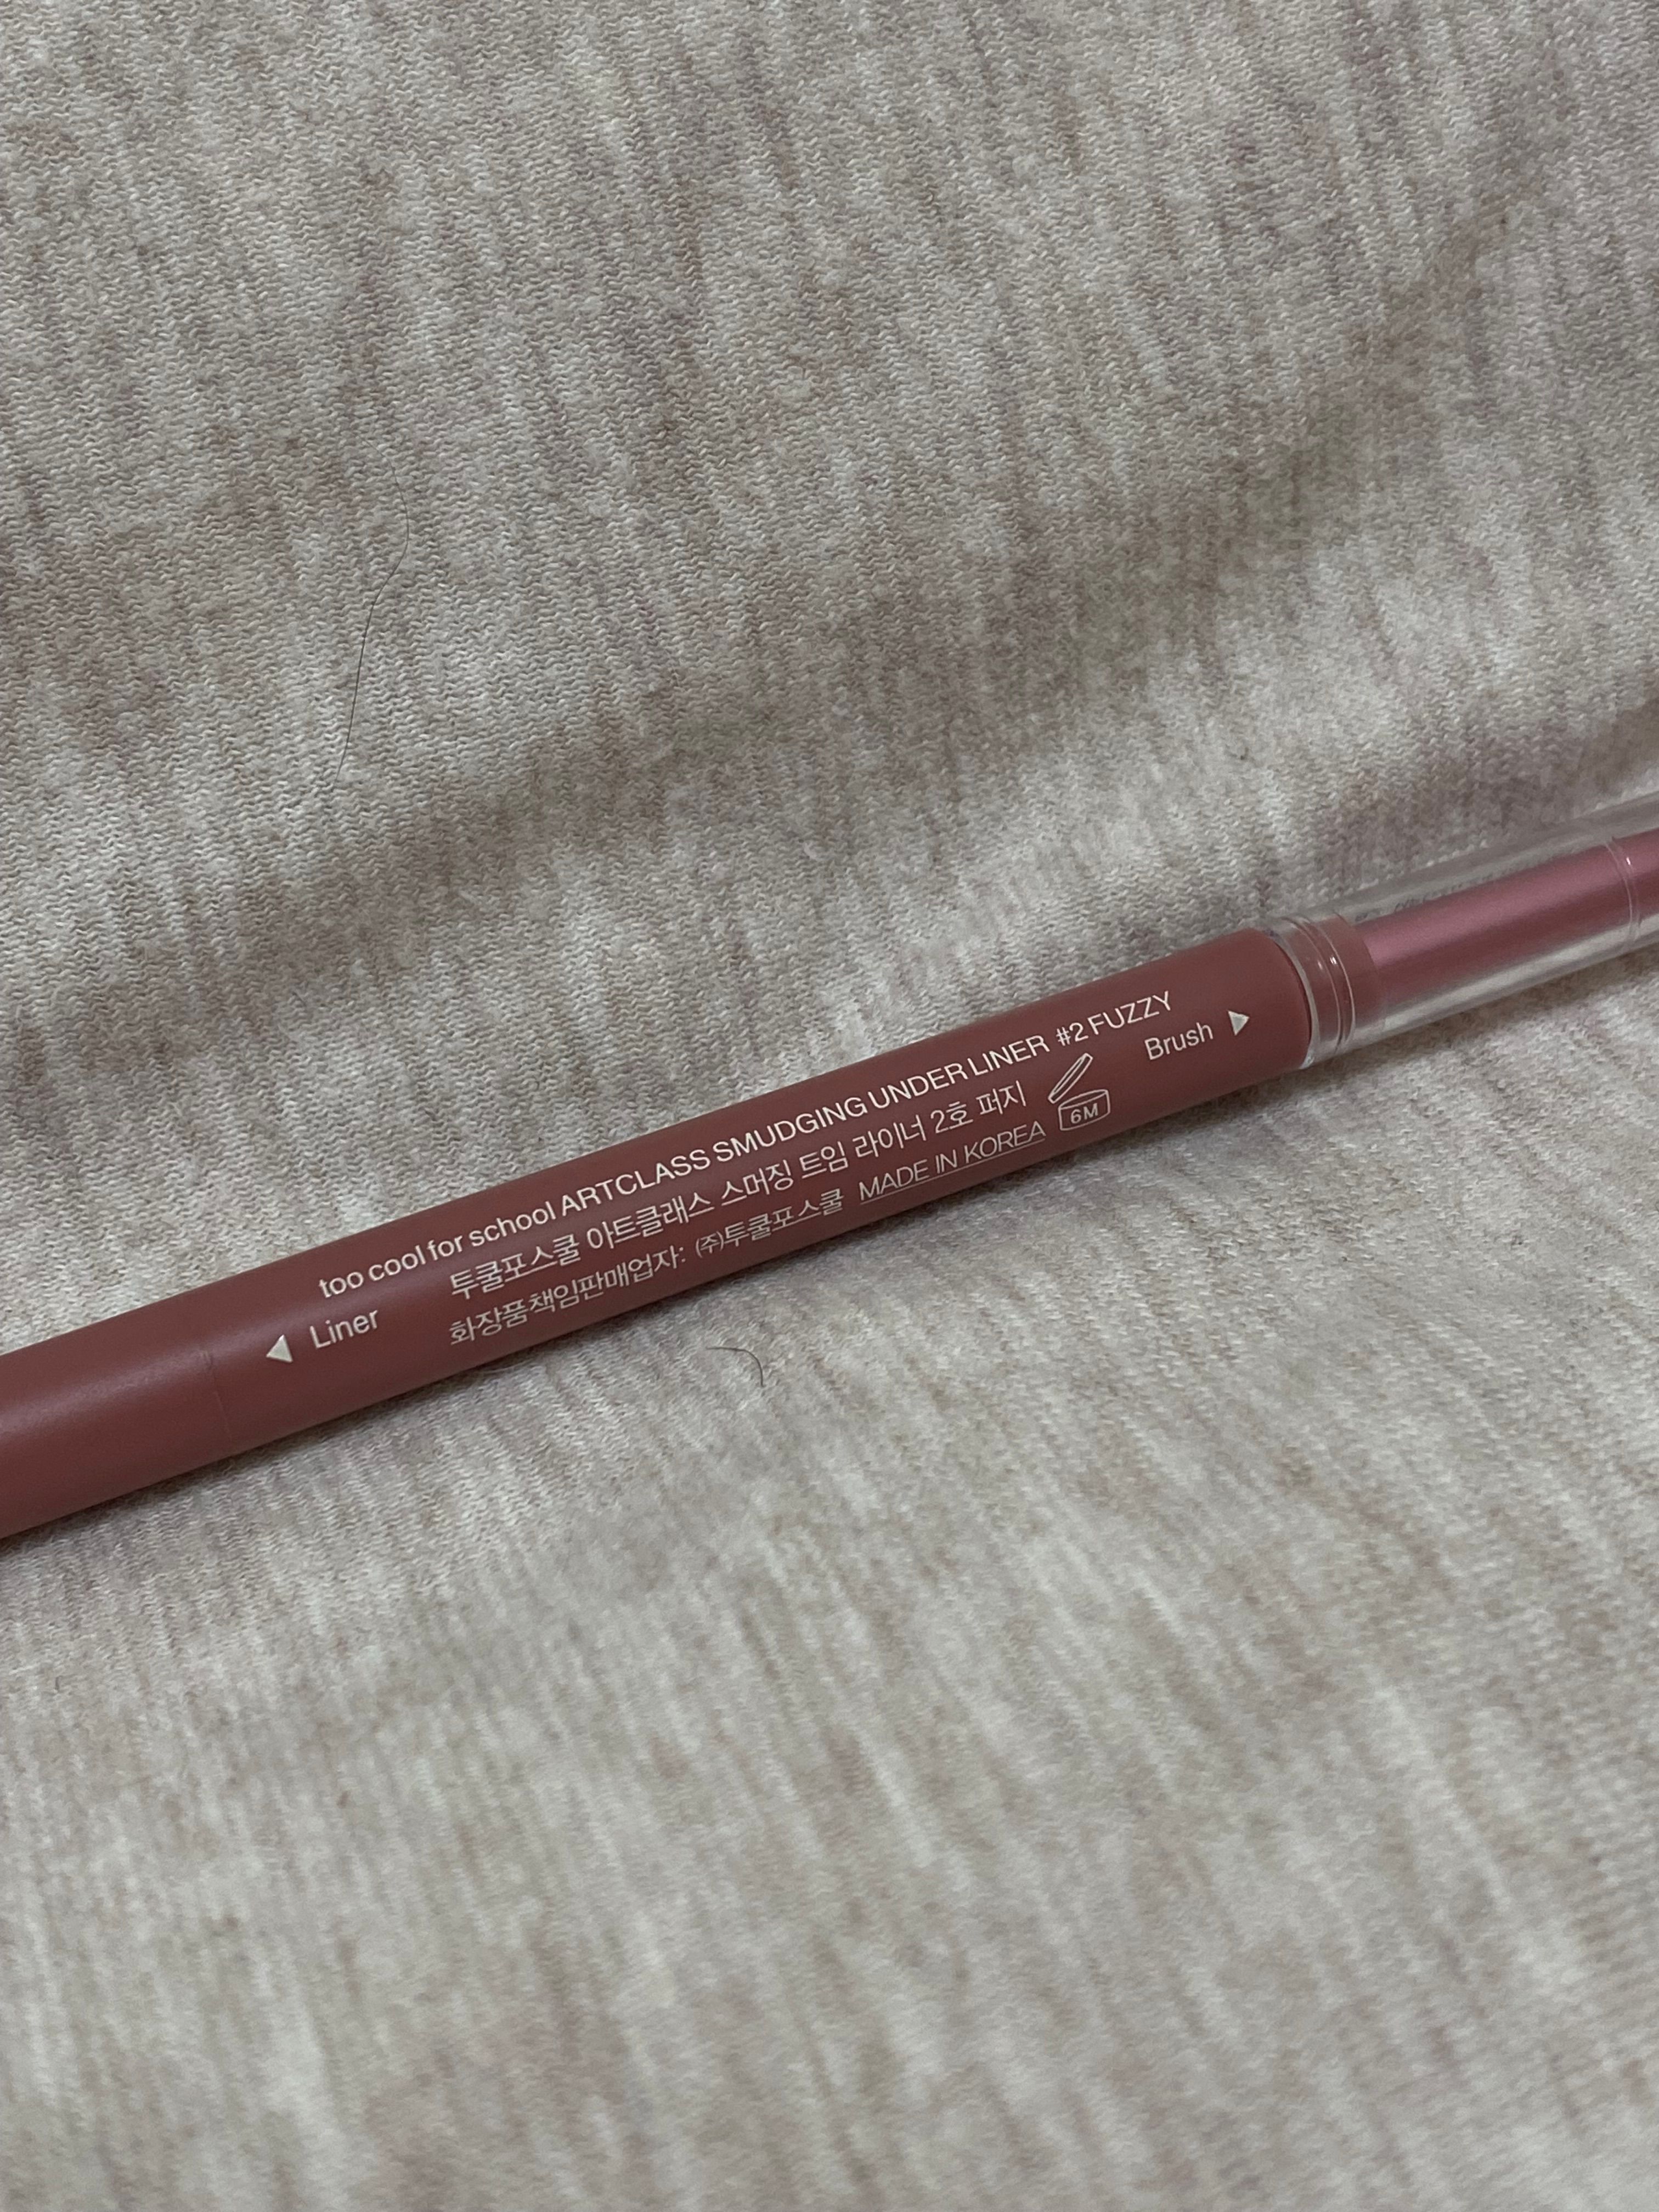 too cool for school ARTCLASS SMUDGING UNDER LINER #2 FUZZY
투쿨포스쿨 아트클래스 스머징 트임 라이너 2호 퍼지
화장품책임판매업자: ㈜투쿨포스쿨 MADE IN KOREA 6M
◀ Liner
Brush ▶